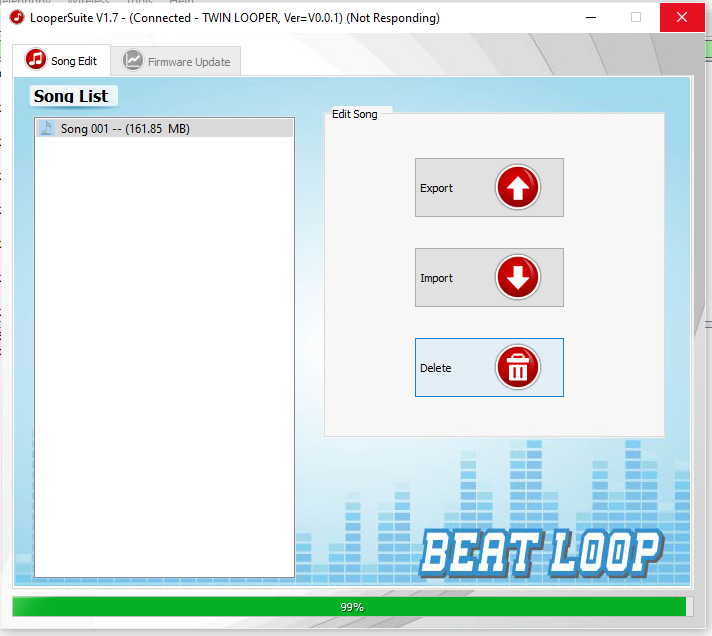 LooperSuite V1.7 - (Connected - TWIN LOOPER, Ver=V0.0.1) (Not Responding)
Song Edit
Firmware Update
Song List
Song 001 -- (161.85 MB)
Edit Song
Export
Import
Delete
BEAT LOOP
99%